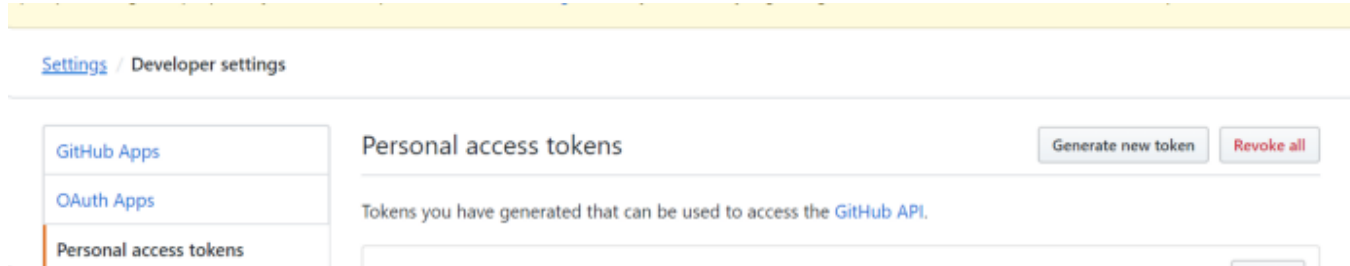 Settings / Developer settings
GitHub Apps
OAuth Apps
Personal access tokens
Personal access tokens
Generate new token
Revoke all
Tokens you have generated that can be used to access the GitHub API.